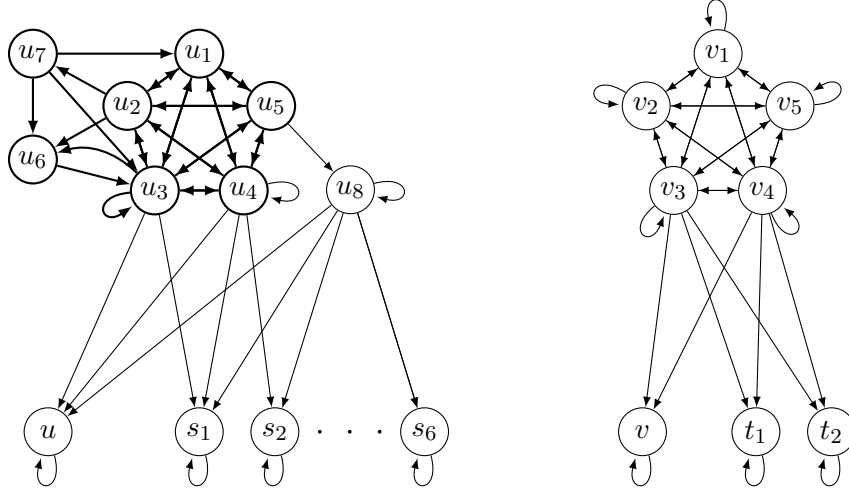 u₇ u₁ v₁
u₂ u₅ v₂ v₅
u₆
u₃ u₄ u₈ v₃ v₄
u s₁ s₂ · · · s₆ v t₁ t₂